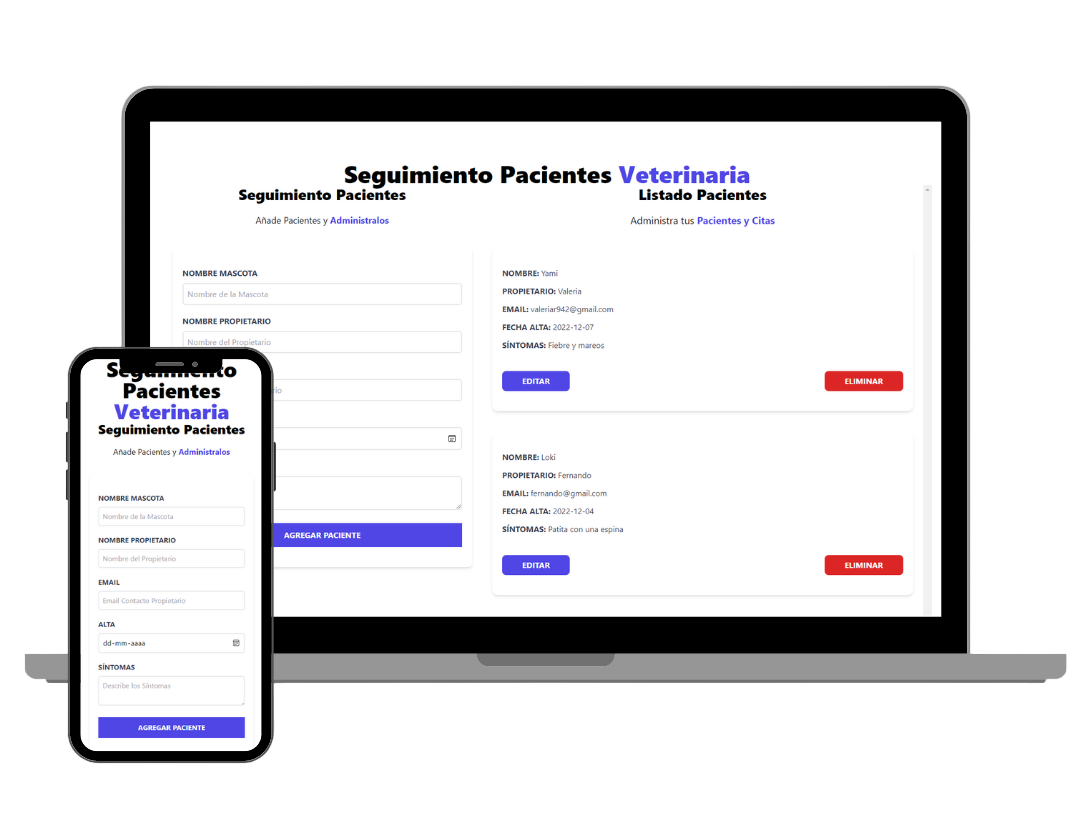 Seguimiento Pacientes Veterinaria
Seguimiento Pacientes
Añade Pacientes y Administralos
NOMBRE MASCOTA
Nombre de la Mascota
NOMBRE PROPIETARIO
Nombre del Propietario
AGREGAR PACIENTE
Listado Pacientes
Administra tus Pacientes y Citas
NOMBRE: Yami
PROPIETARIO: Valeria
EMAIL: valeriar942@gmail.com
FECHA ALTA: 2022-12-07
SÍNTOMAS: Fiebre y mareos
EDITAR
ELIMINAR
NOMBRE: Loki
PROPIETARIO: Fernando
EMAIL: fernando@gmail.com
FECHA ALTA: 2022-12-04
SÍNTOMAS: Patita con una espina
EDITAR
ELIMINAR
Seguimiento
Pacientes
Veterinaria
Seguimiento Pacientes
Añade Pacientes y Administralos
NOMBRE MASCOTA
Nombre de la Mascota
NOMBRE PROPIETARIO
Nombre del Propietario
EMAIL
Email Contacto Propietario
ALTA
dd-mm-aaaa
SÍNTOMAS
Describe los Síntomas
AGREGAR PACIENTE